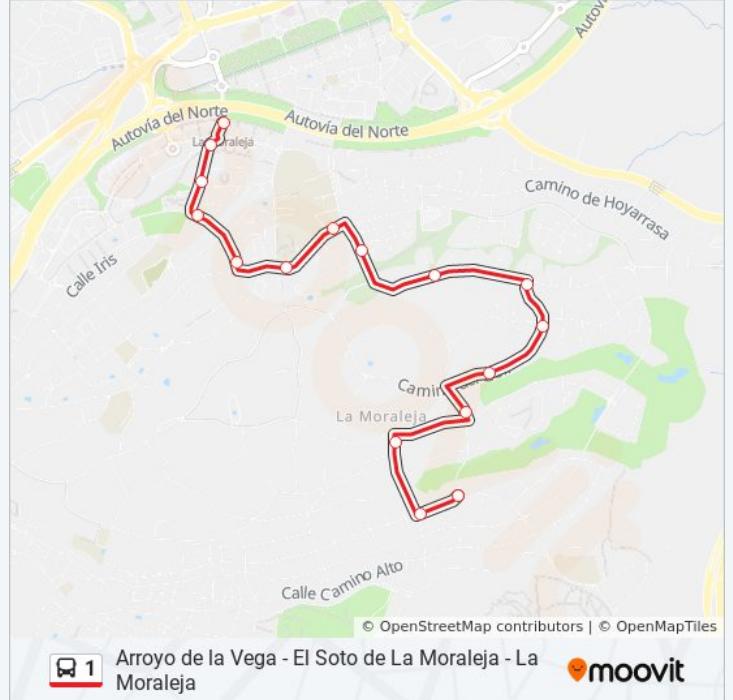 Autovía
Autovía del Norte
Autovía del Norte
La Moraleja
Camino de Hoyarrasa
Calle Iris
La Moraleja
Calle Camino Alto
© OpenStreetMap contributors | © OpenMapTiles
1
Arroyo de la Vega - El Soto de La Moraleja - La
Moraleja
moovit